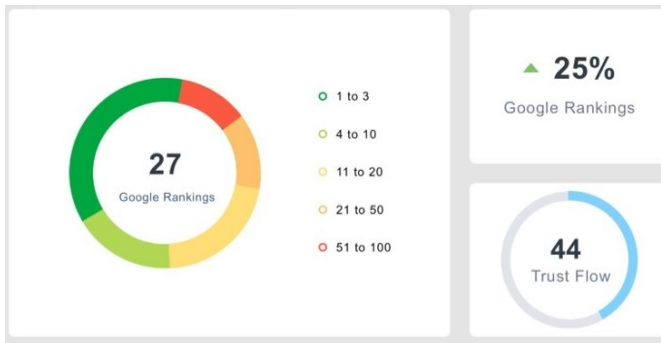 27
Google Rankings
1 to 3
4 to 10
11 to 20
21 to 50
51 to 100
25%
Google Rankings
44
Trust Flow